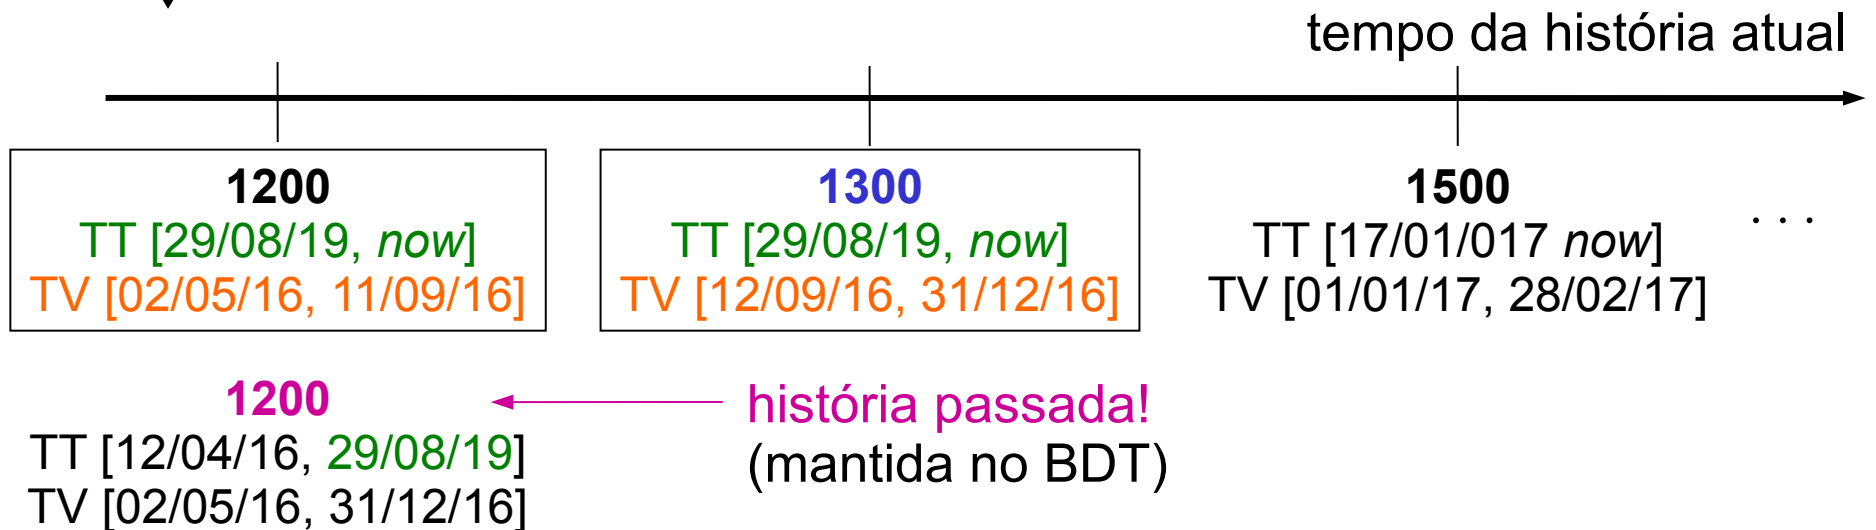 tempo da história atual
1200
TT [29/08/19, now]
TV [02/05/16, 11/09/16]
1300
TT [29/08/19, now]
TV [12/09/16, 31/12/16]
1500
TT [17/01/017 now]
TV [01/01/17, 28/02/17]
. . .
1200
TT [12/04/16, 29/08/19]
TV [02/05/16, 31/12/16]
história passada!
(mantida no BDT)